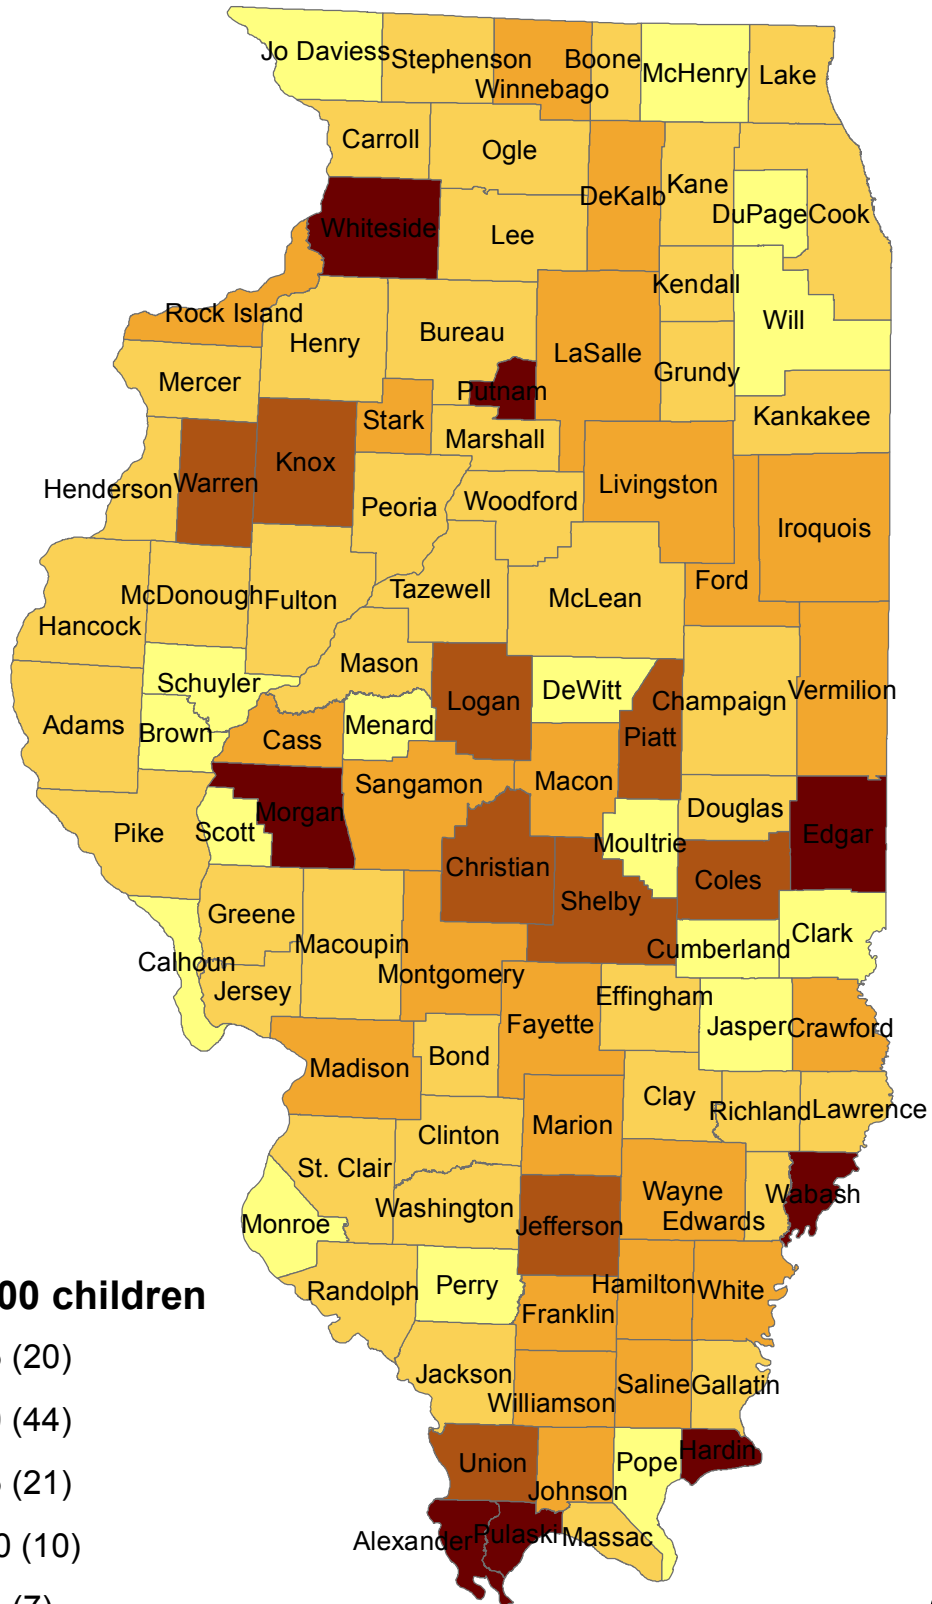 Jo Daviess
Stephenson
Winnebago
Boone
McHenry
Lake
Carroll
Ogle
DeKalb
Kane
DuPage
Cook
Whiteside
Lee
Kendall
Will
Rock Island
Henry
Bureau
LaSalle
Grundy
Mercer
Putnam
Kankakee
Stark
Marshall
Henderson
Warren
Knox
Peoria
Woodford
Livingston
Iroquois
McDonough
Fulton
Tazewell
McLean
Ford
Hancock
Schuyler
Mason
Logan
DeWitt
Champaign
Vermilion
Adams
Brown
Cass
Menard
Piatt
Sangamon
Macon
Pike
Scott
Morgan
Moultrie
Douglas
Edgar
Christian
Shelby
Coles
Greene
Macoupin
Cumberland
Clark
Calhoun
Jersey
Montgomery
Effingham
Fayette
Jasper
Crawford
Madison
Bond
Clay
Richland
Lawrence
Marion
St. Clair
Clinton
Wayne
Edwards
Wabash
Washington
Jefferson
Monroe
Randolph
Perry
Franklin
Hamilton
White
Jackson
Williamson
Saline
Gallatin
Union
Johnson
Pope
Hardin
Alexander
Pulaski
Massac
00 children
(20)
(44)
(21)
0 (10)
(7)